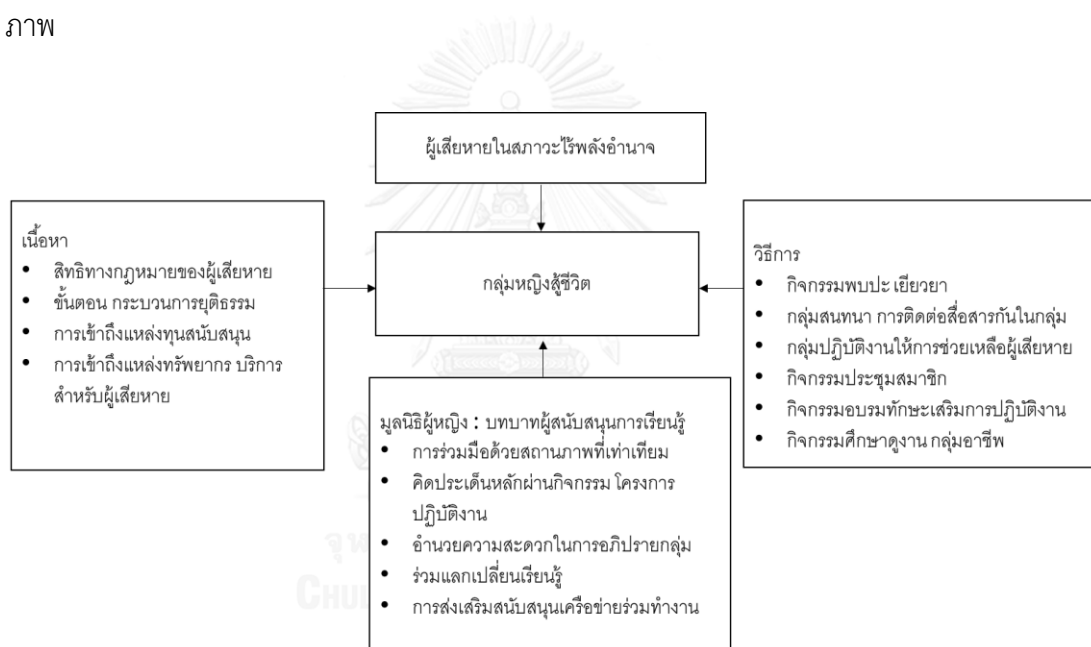 ภาพ
ผู้เสียหายในสภาวะไร้พลังอำนาจ
เนื้อหา
• สิทธิทางกฎหมายของผู้เสียหาย
• ขั้นตอน กระบวนการยุติธรรม
• การเข้าถึงแหล่งทุนสนับสนุน
• การเข้าถึงแหล่งทรัพยากร บริการ
สำหรับผู้เสียหาย
กลุ่มหญิงสู้ชีวิต
วิธีการ
• กิจกรรมพบปะ เยียวยา
• กลุ่มสนทนา การติดต่อสื่อสารกันในกลุ่ม
• กลุ่มปฏิบัติงานให้การช่วยเหลือผู้เสียหาย
• กิจกรรมประชุมสมาชิก
• กิจกรรมอบรมทักษะเสริมการปฏิบัติงาน
• กิจกรรมศึกษาดูงาน กลุ่มอาชีพ
มูลนิธิผู้หญิง : บทบาทผู้สนับสนุนการเรียนรู้
• การร่วมมือด้วยสถานภาพที่เท่าเทียม
• คิดประเด็นหลักผ่านกิจกรรม โครงการ
ปฏิบัติงาน
• อำนวยความสะดวกในการอภิปรายกลุ่ม
• ร่วมแลกเปลี่ยนเรียนรู้
• การส่งเสริมสนับสนุนเครือข่ายร่วมทำงาน